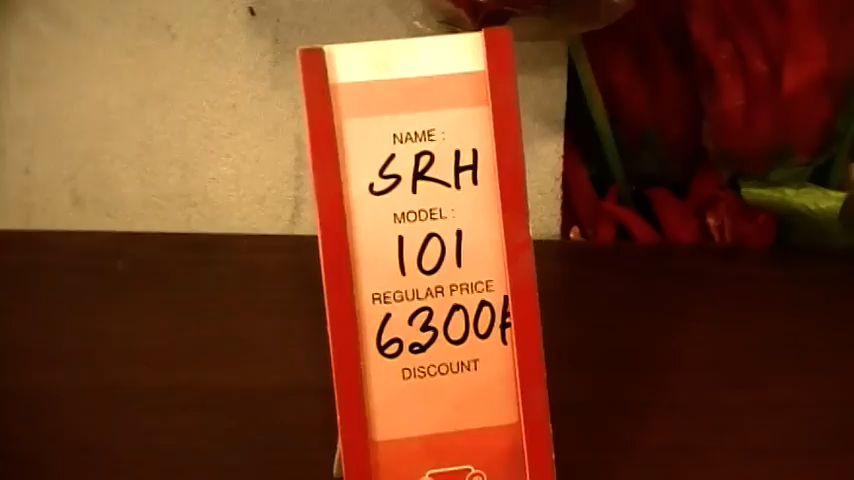 NAME :
SRH
MODEL :
101
REGULAR PRICE
6300/-
DISCOUNT